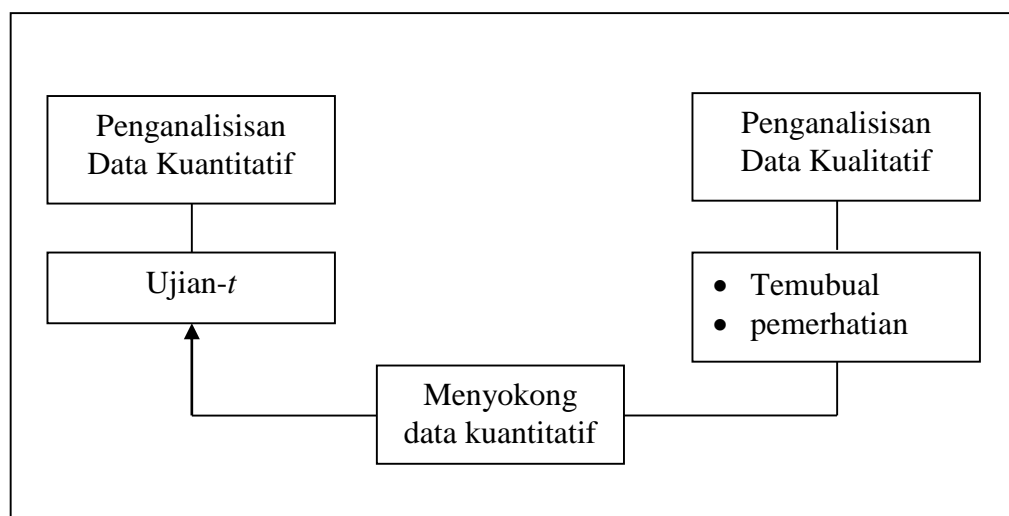 Penganalisisan
Data Kuantitatif
Penganalisisan
Data Kualitatif
Ujian-t
• Temubual
• pemerhatian
Menyokong
data kuantitatif